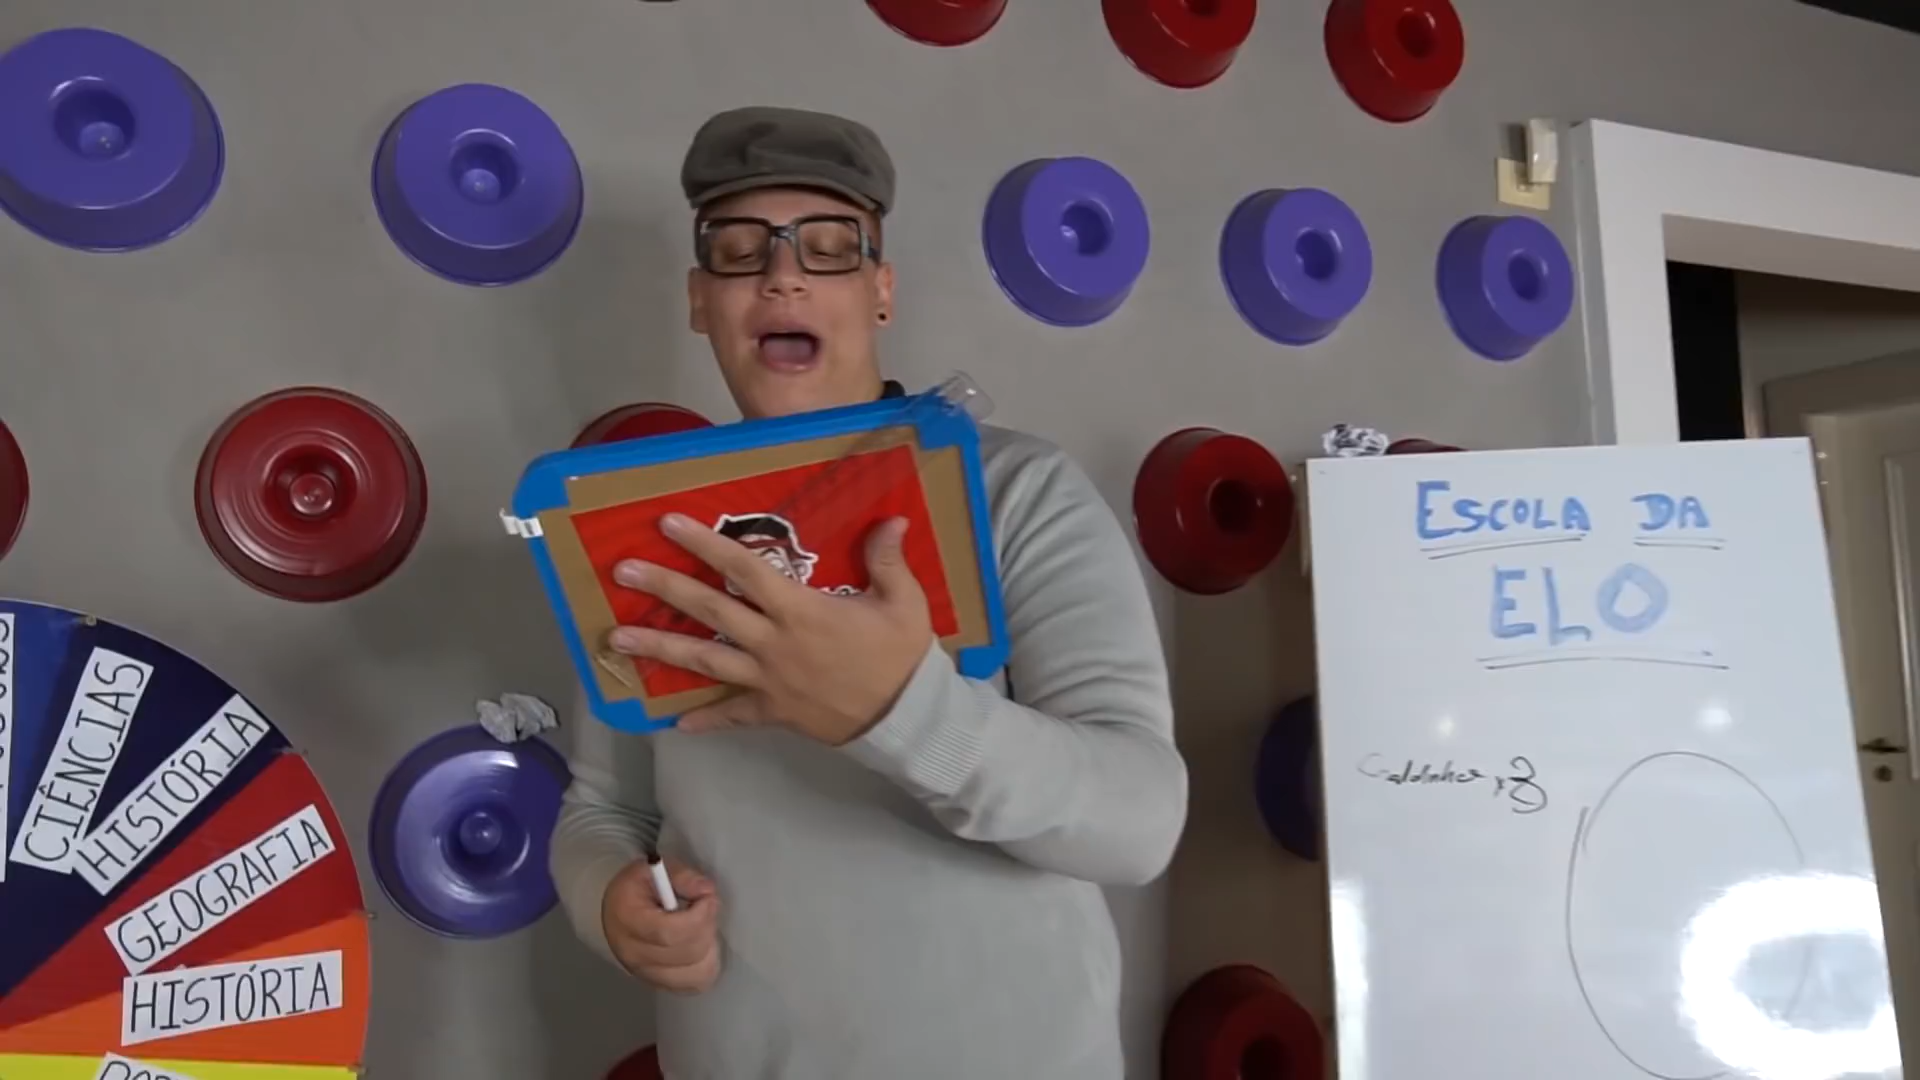 ESCOLA DA
ELO
CIÊNCIAS
HISTÓRIA
GEOGRAFIA
HISTÓRIA